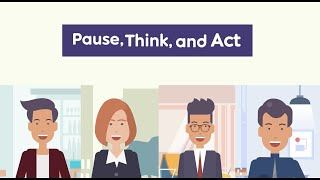 Pause, Think, and Act